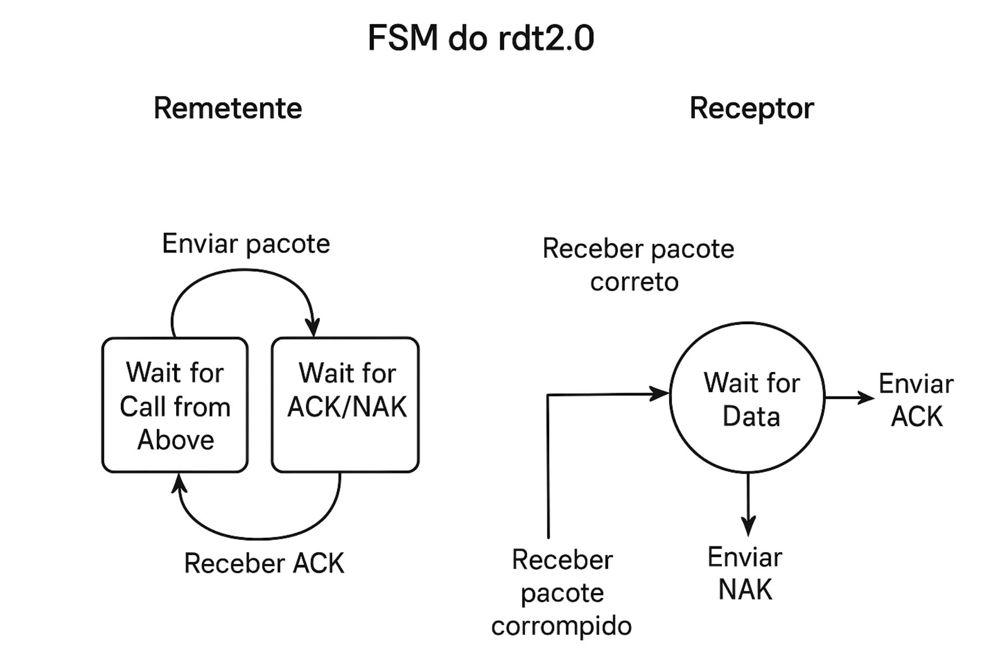 FSM do rdt2.0
Remetente
Receptor
Enviar pacote
Wait for
Call from
Above
Wait for
ACK/NAK
Receber ACK
Receber pacote
correto
Wait for
Data
Enviar
ACK
Enviar
NAK
Receber
pacote
corrompido